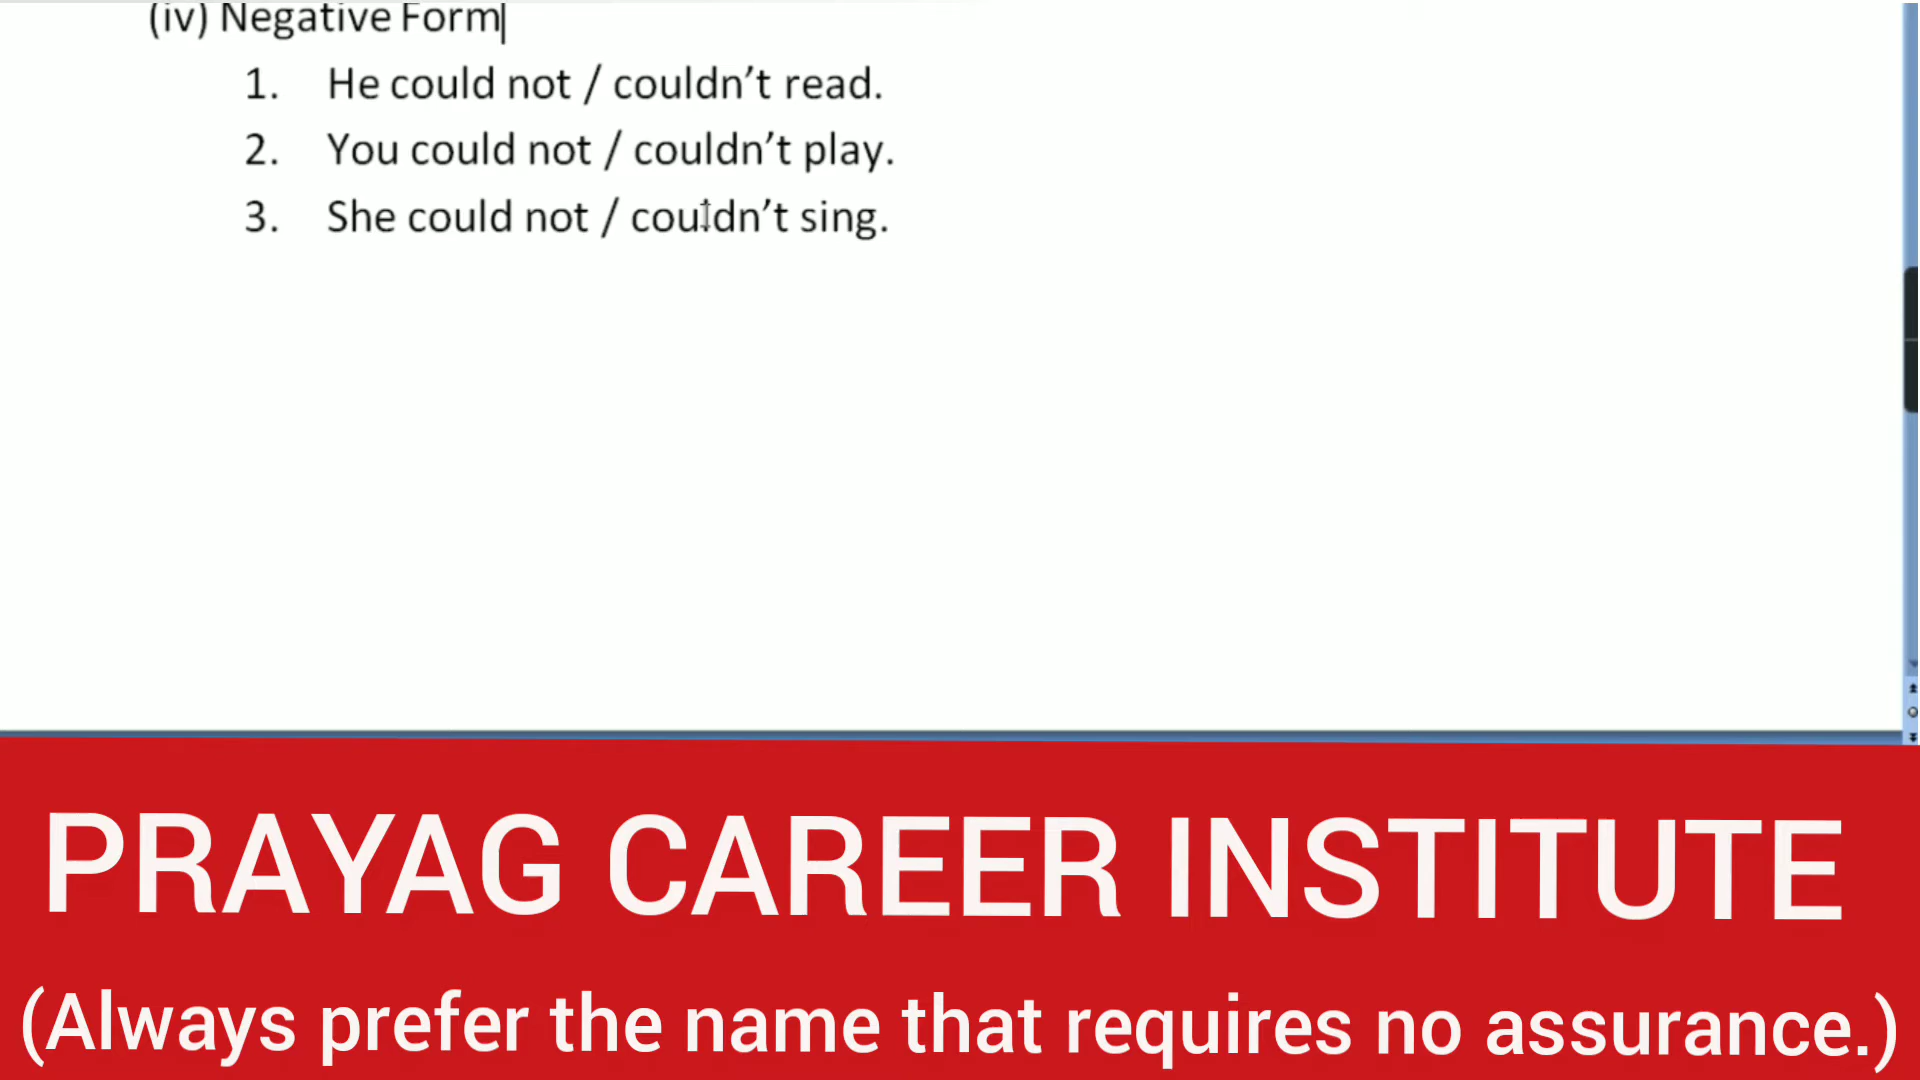 (iv) Negative Form
1. He could not / couldn’t read.
2. You could not / couldn’t play.
3. She could not / couldn’t sing.
PRAYAG CAREER INSTITUTE
(Always prefer the name that requires no assurance.)